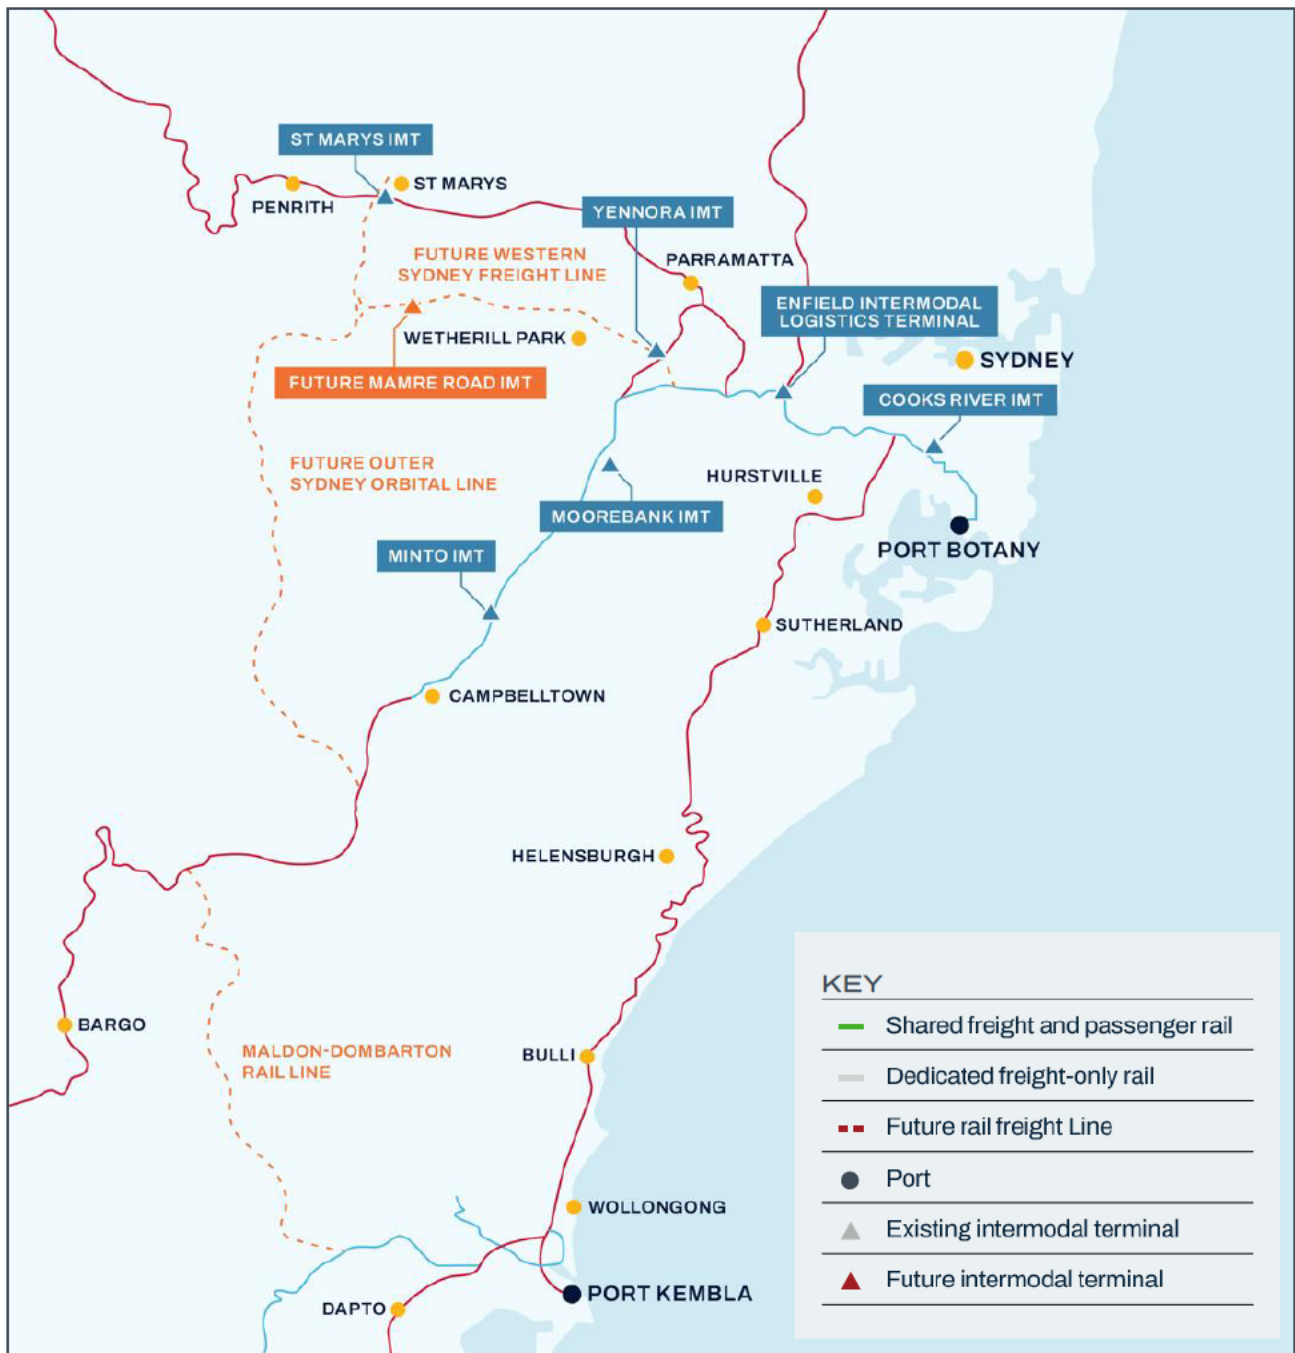 ST MARYS IMT
ST MARYS
PENRITH
YENNORA IMT
FUTURE WESTERN
SYDNEY FREIGHT LINE
PARRAMATTA
ENFIELD INTERMODAL
LOGISTICS TERMINAL
WETHERILL PARK
SYDNEY
FUTURE MAMRE ROAD IMT
COOKS RIVER IMT
FUTURE OUTER
SYDNEY ORBITAL LINE
HURSTVILLE
MOOREBANK IMT
PORT BOTANY
MINTO IMT
SUTHERLAND
CAMPBELLTOWN
HELENSBURGH
BARGO
MALDON-DOMBARTON
RAIL LINE
BULLI
WOLLONGONG
PORT KEMBLA
DAPTO
KEY
Shared freight and passenger rail
Dedicated freight-only rail
Future rail freight Line
Port
Existing intermodal terminal
Future intermodal terminal